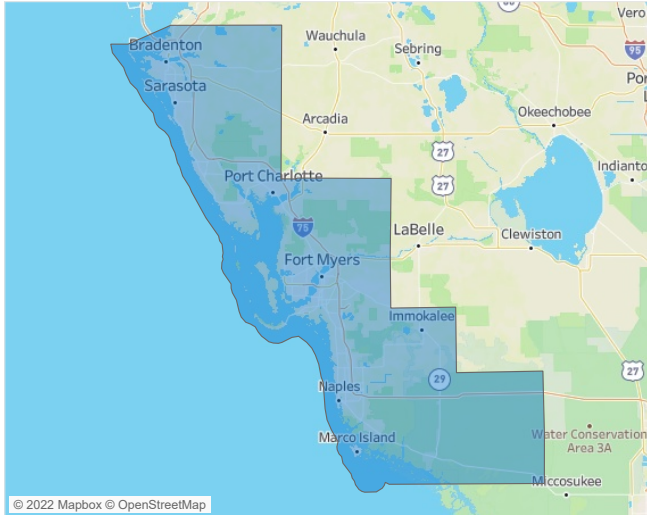 Vero
Bradenton
Wauchula
Sebring
95
Sarasota
Okeechobee
Arcadia
27
Indianto
Port Charlotte
27
75
LaBelle
Clewiston
Fort Myers
Immokalee
27
29
Naples
Marco Island
Water Conservation
Area 3A
Miccosukee
© 2022 Mapbox © OpenStreetMap